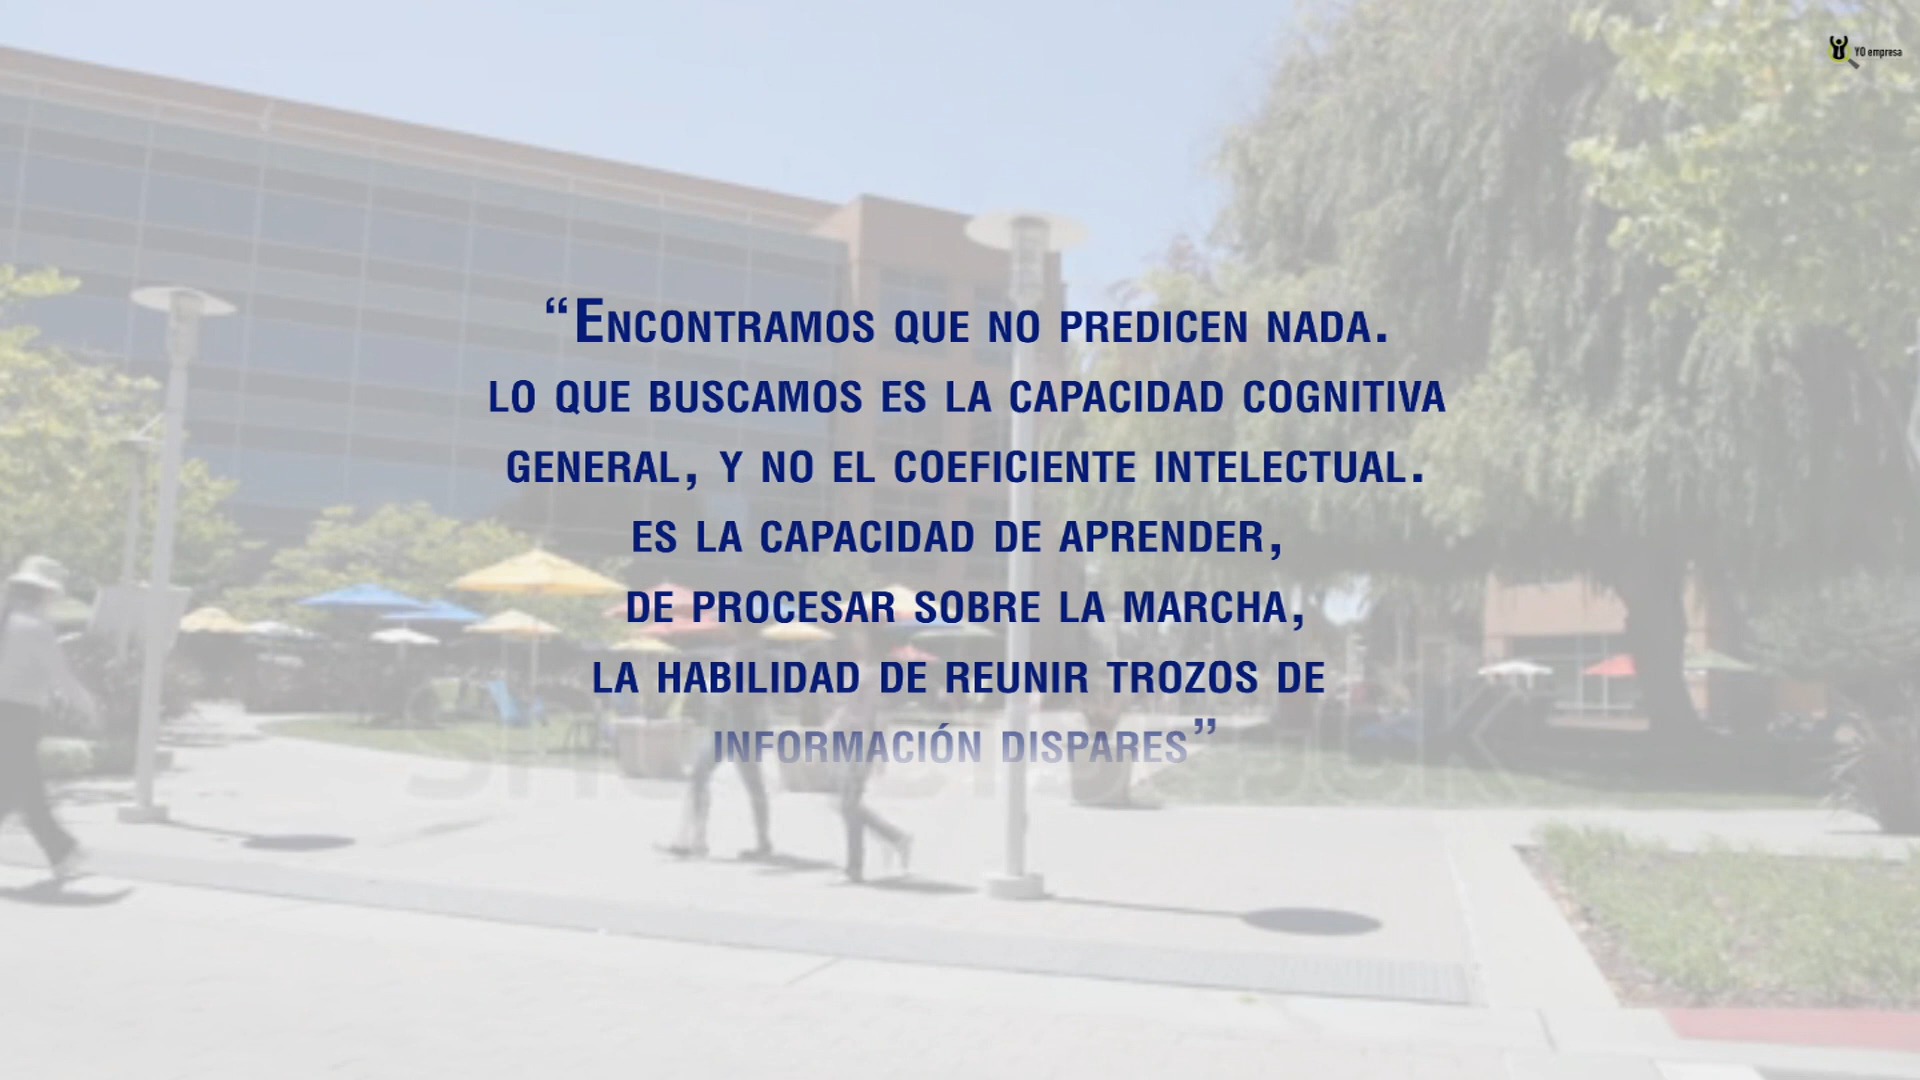 YO empresa
“Encontramos que no predicen nada.
lo que buscamos es la capacidad cognitiva
general, y no el coeficiente intelectual.
es la capacidad de aprender,
de procesar sobre la marcha,
la habilidad de reunir trozos de
información dispares”